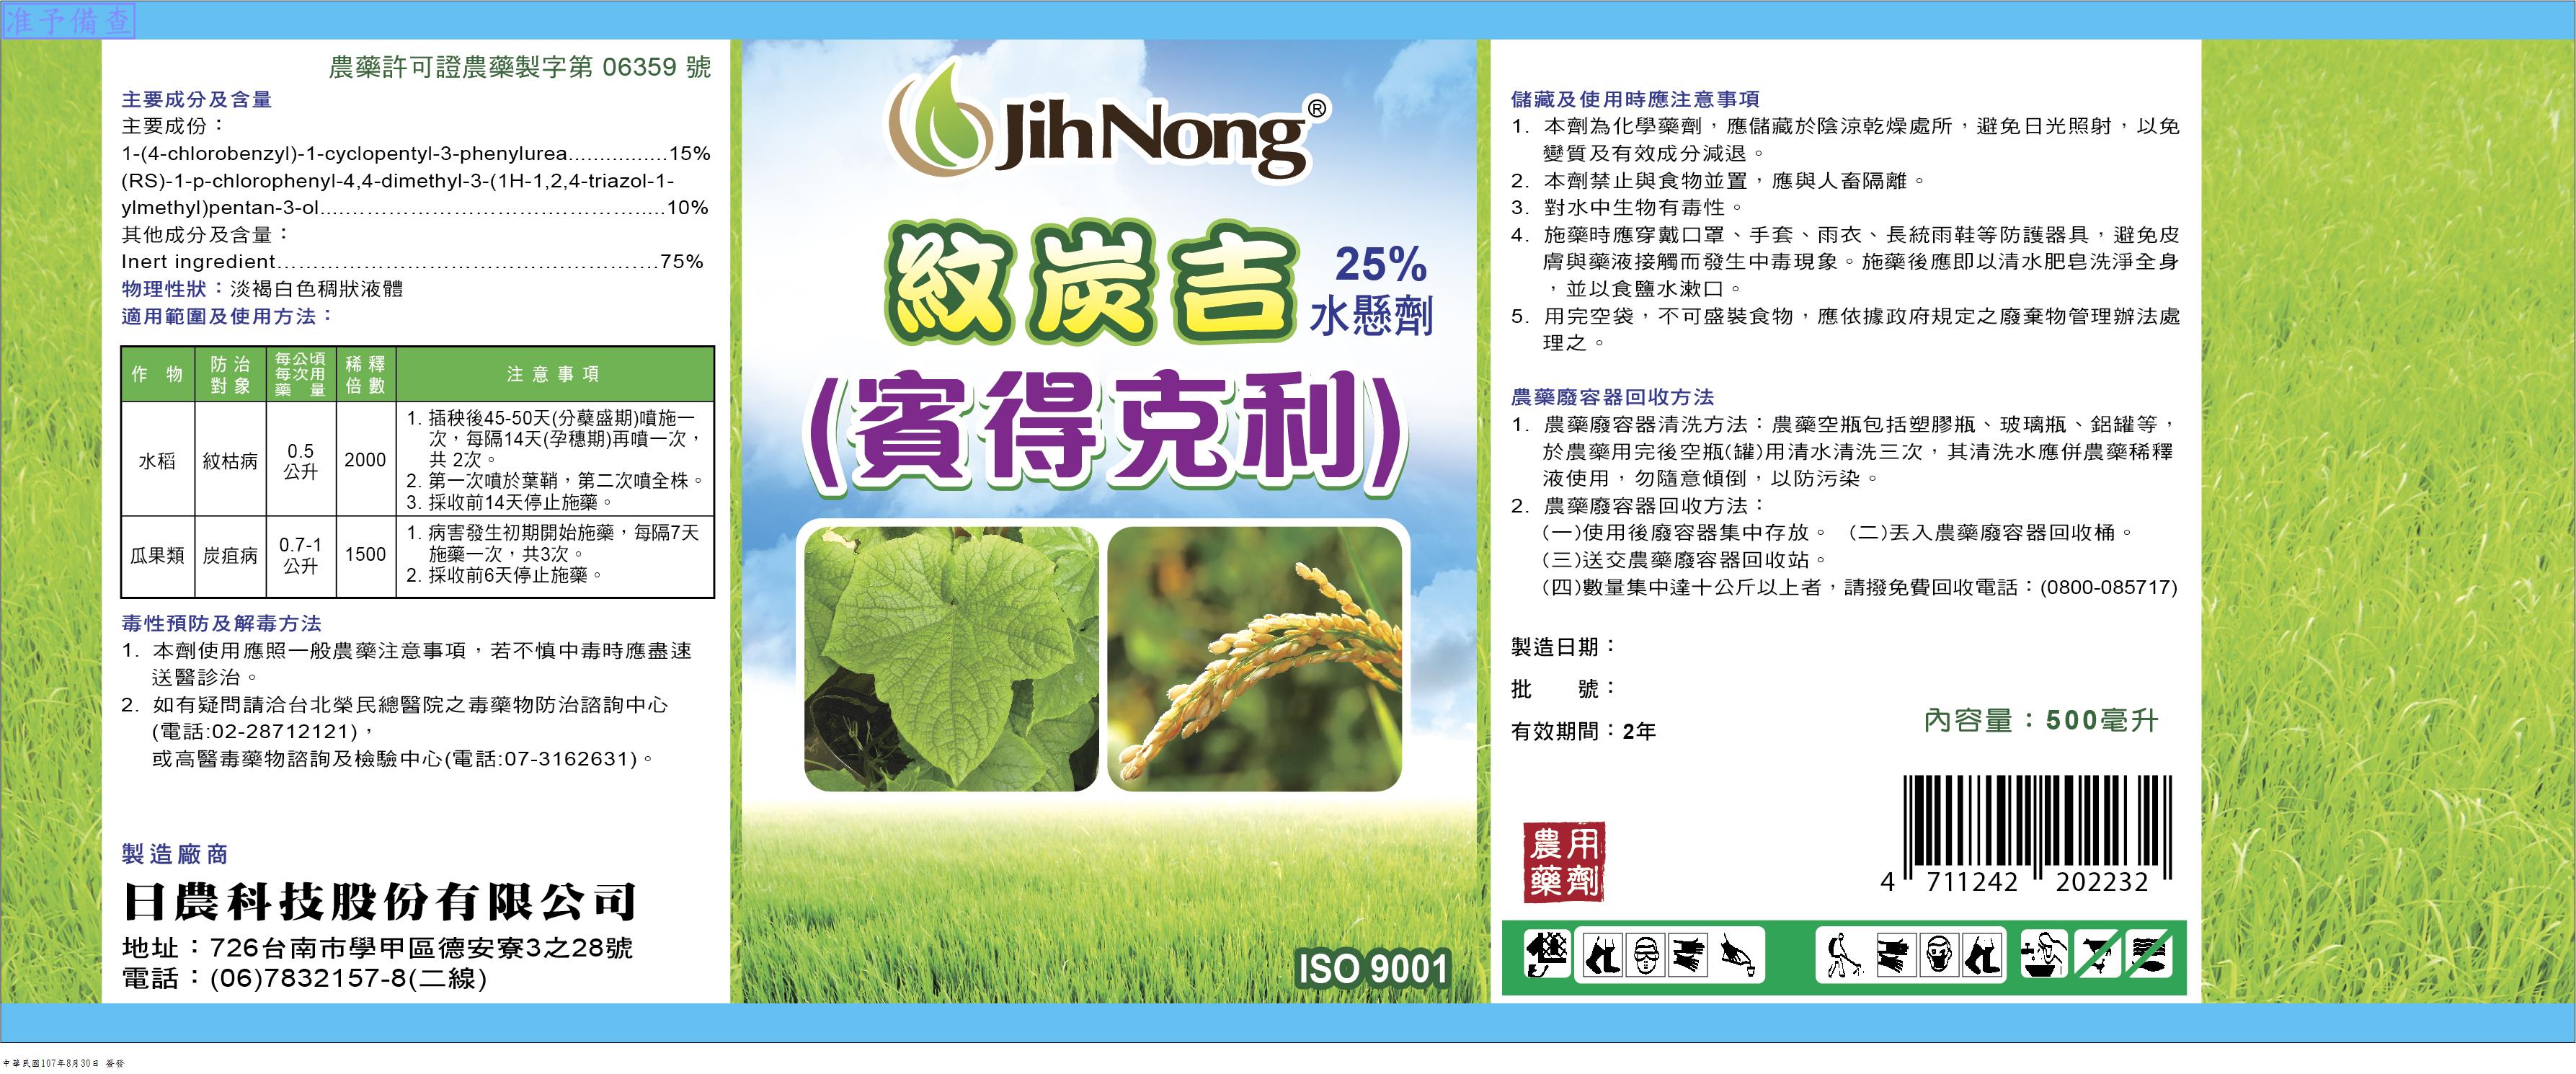 准予備查
農藥許可證農藥製字第 06359 號
主要成分及含量
主要成份：
1-(4-chlorobenzyl)-1-cyclopentyl-3-phenylurea................15%
(RS)-1-p-chlorophenyl-4,4-dimethyl-3-(1H-1,2,4-triazol-1-
ylmethyl)pentan-3-ol....…………………………………………....10%
其他成分及含量：
Inert ingredient………………………………………………75%
物理性狀：淡褐白色稠狀液體
適用範圍及使用方法：
作 物
防 治
對 象
每公頃
每次用
藥 量
稀 釋
倍 數
注 意 事 項
水稻
紋枯病
0.5
公升
2000
1. 插秧後45-50天(分蘗盛期)噴施一
次，每隔14天(孕穗期)再噴一次，
共 2次。
2. 第一次噴於葉鞘，第二次噴全株。
3. 採收前14天停止施藥。
瓜果類
炭疽病
0.7-1
公升
1500
1. 病害發生初期開始施藥，每隔7天
施藥一次，共3次。
2. 採收前6天停止施藥。
毒性預防及解毒方法
1. 本劑使用應照一般農藥注意事項，若不慎中毒時應盡速
送醫診治。
2. 如有疑問請洽台北榮民總醫院之毒藥物防治諮詢中心
(電話:02-28712121)，
或高醫毒藥物諮詢及檢驗中心(電話:07-3162631)。
製造廠商
日農科技股份有限公司
地址：726台南市學甲區德安寮3之28號
電話：(06)7832157-8(二線)
JihNong®
紋炭吉
25%
水懸劑
(賓得克利)
ISO 9001
儲藏及使用時應注意事項
1. 本劑為化學藥劑，應儲藏於陰涼乾燥處所，避免日光照射，以免
變質及有效成分減退。
2. 本劑禁止與食物並置，應與人畜隔離。
3. 對水中生物有毒性。
4. 施藥時應穿戴口罩、手套、雨衣、長統雨鞋等防護器具，避免皮
膚與藥液接觸而發生中毒現象。施藥後應即以清水肥皂洗淨全身
，並以食鹽水漱口。
5. 用完空袋，不可盛裝食物，應依據政府規定之廢棄物管理辦法處
理之。
農藥廢容器回收方法
1. 農藥廢容器清洗方法：農藥空瓶包括塑膠瓶、玻璃瓶、鋁罐等，
於農藥用完後空瓶(罐)用清水清洗三次，其清洗水應併農藥稀釋
液使用，勿隨意傾倒，以防污染。
2. 農藥廢容器回收方法：
(一)使用後廢容器集中存放。 (二)丟入農藥廢容器回收桶。
(三)送交農藥廢容器回收站。
(四)數量集中達十公斤以上者，請撥免費回收電話：(0800-085717)
製造日期：
批 號：
有效期間：2年
內容量：500毫升
農用
藥劑
4 711242 202232
中華民國107年8月30日 簽發